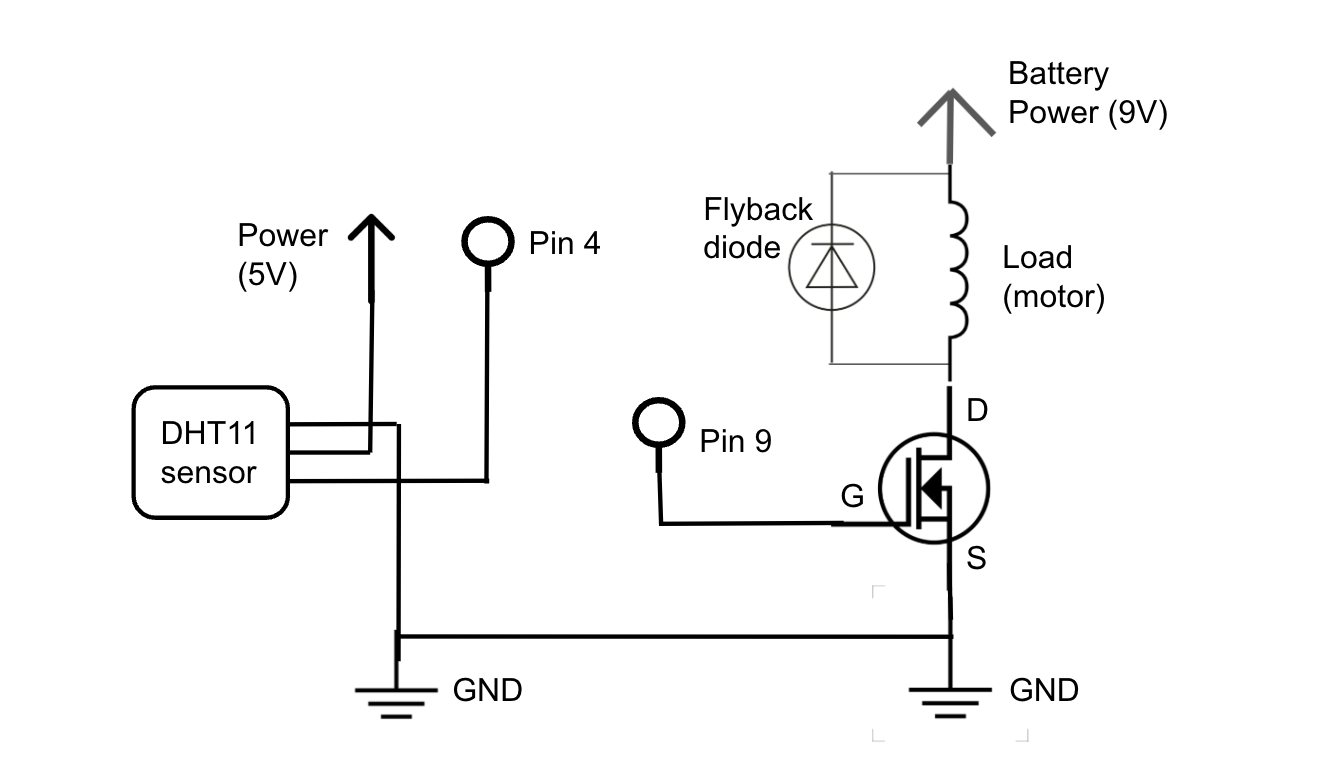 Battery
Power (9V)
Flyback
diode
Power
(5V)
Pin 4
Load
(motor)
DHT11
sensor
Pin 9
D
G
S
GND
GND